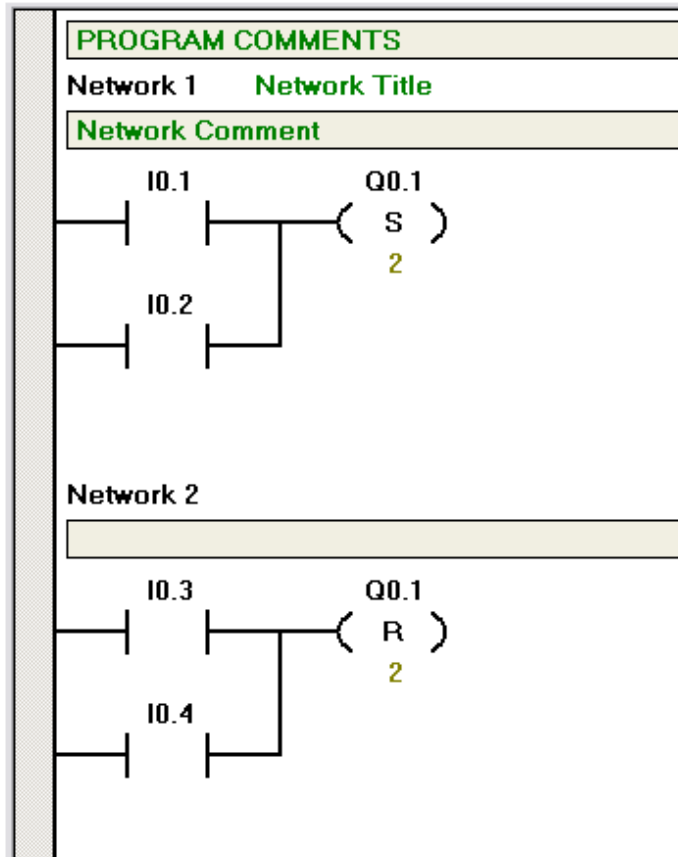 PROGRAM COMMENTS
Network 1 Network Title
Network Comment
I0.1 Q0.1
S
2
I0.2
Network 2
I0.3 Q0.1
R
2
I0.4